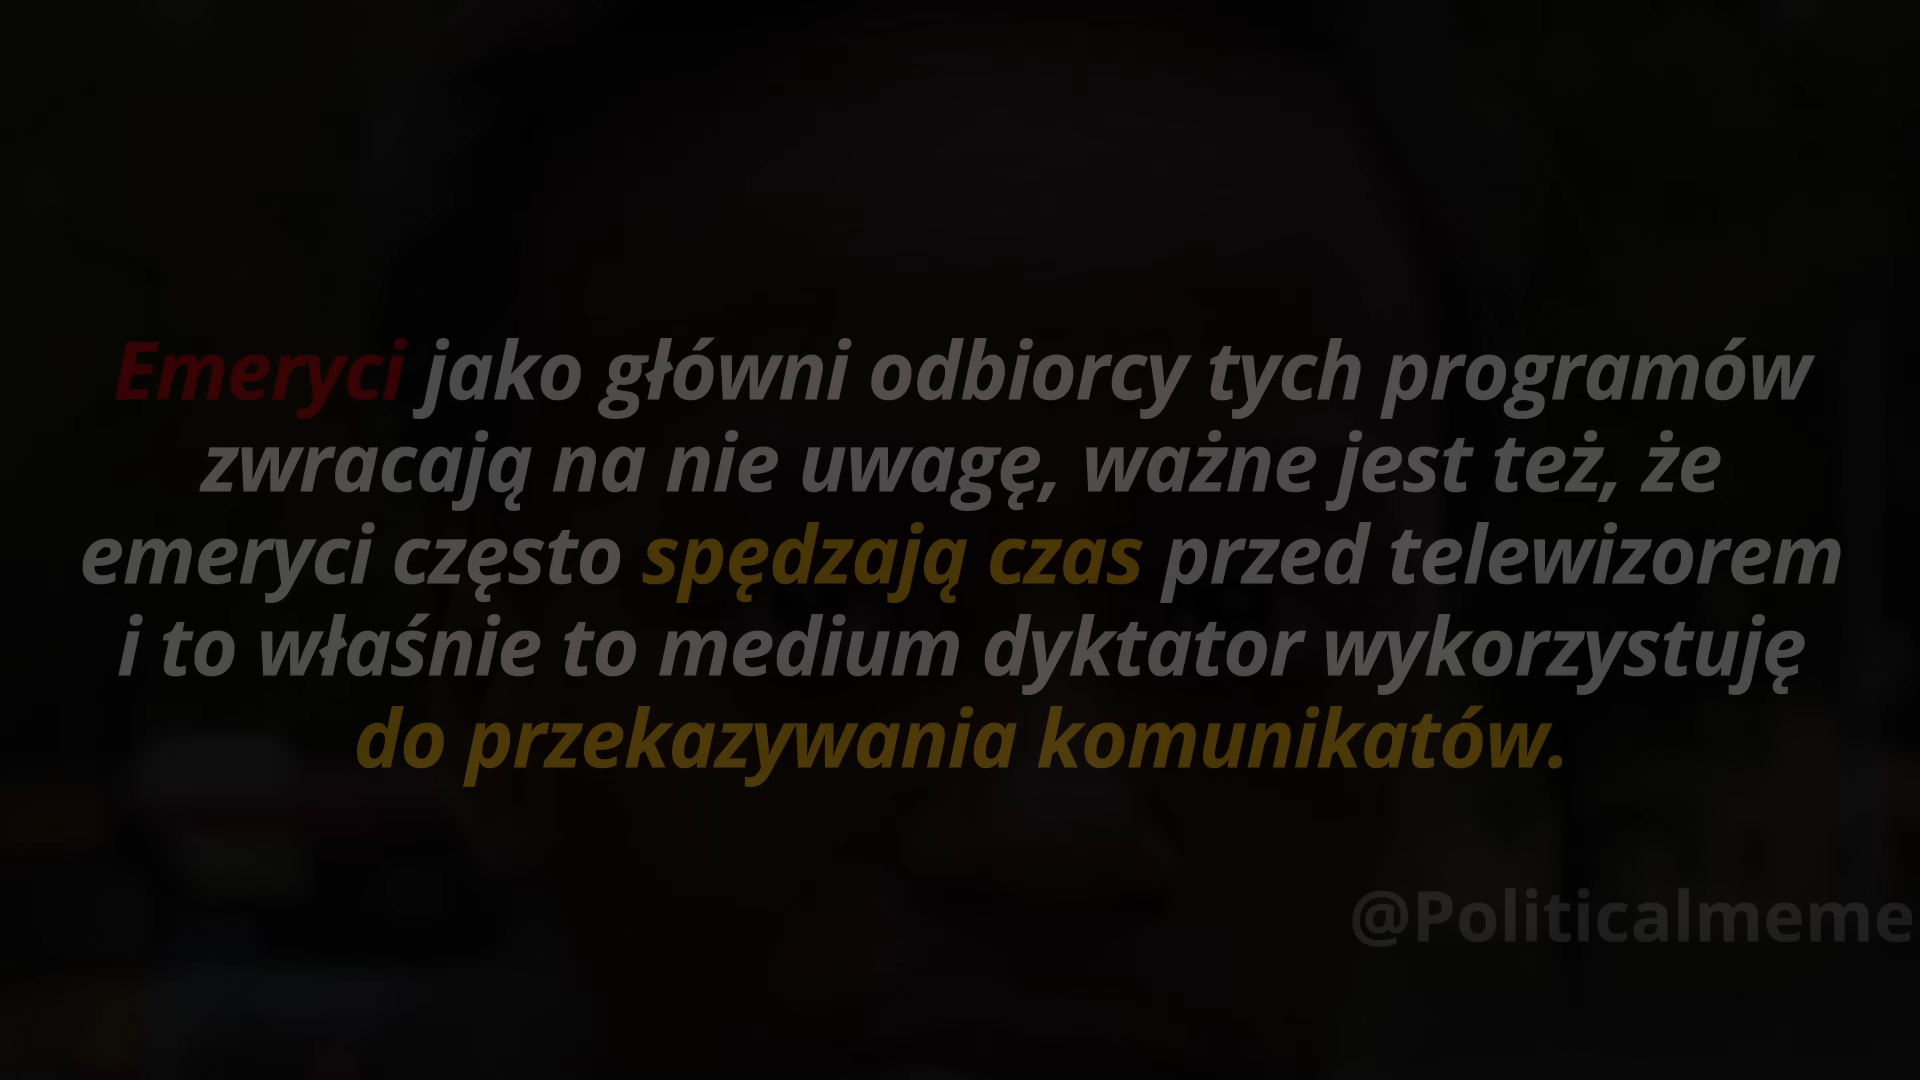 Emeryci jako główni odbiorcy tych programów
zwracają na nie uwagę, ważne jest też, że
emeryci często spędzają czas przed telewizorem
i to właśnie to medium dyktator wykorzystuję
do przekazywania komunikatów.
@Politicalmeme